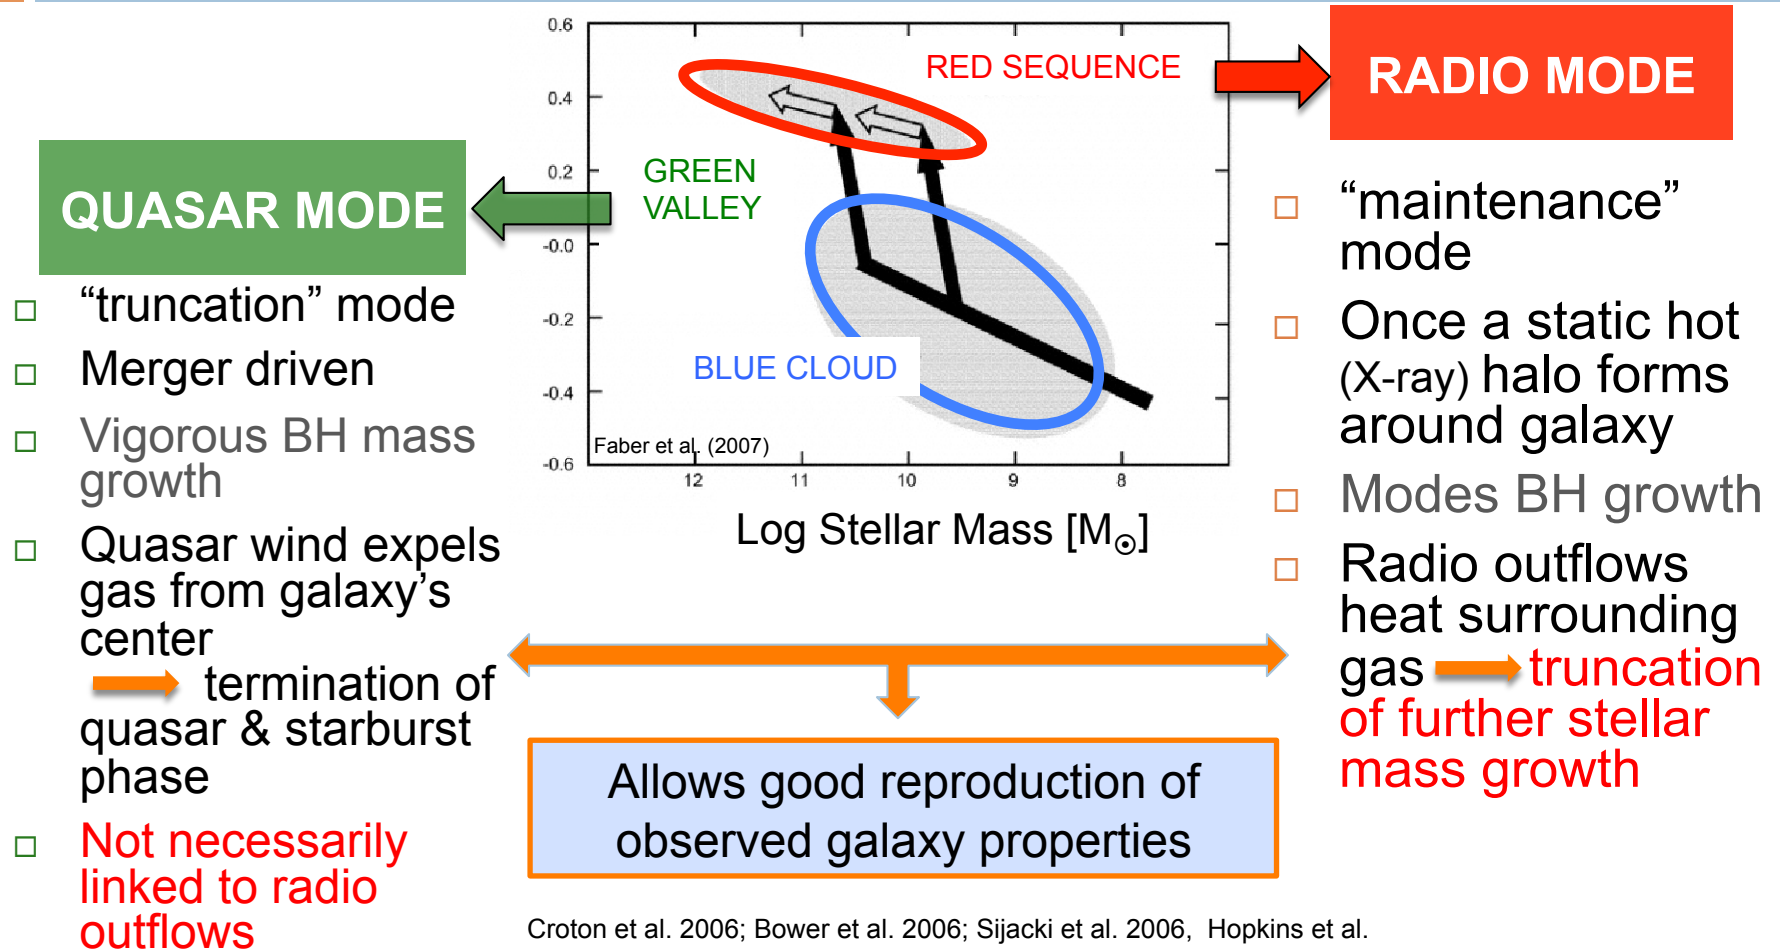 QUASAR MODE
"truncation" mode
Merger driven
Vigorous BH mass
growth
Quasar wind expels
gas from galaxy's
center
termination of
quasar & starburst
phase
Not necessarily
linked to radio
outflows
0.6
0.4
0.2
-0.0
-0.2
-0.4
-0.6
RED SEQUENCE
GREEN
VALLEY
BLUE CLOUD
Faber et al. (2007)
12 11 10 9 8
Log Stellar Mass [M☉]
Allows good reproduction of
observed galaxy properties
Croton et al. 2006; Bower et al. 2006; Sijacki et al. 2006, Hopkins et al.
RADIO MODE
"maintenance"
mode
Once a static hot
(X-ray) halo forms
around galaxy
Modes BH growth
Radio outflows
heat surrounding
gas truncation
of further stellar
mass growth